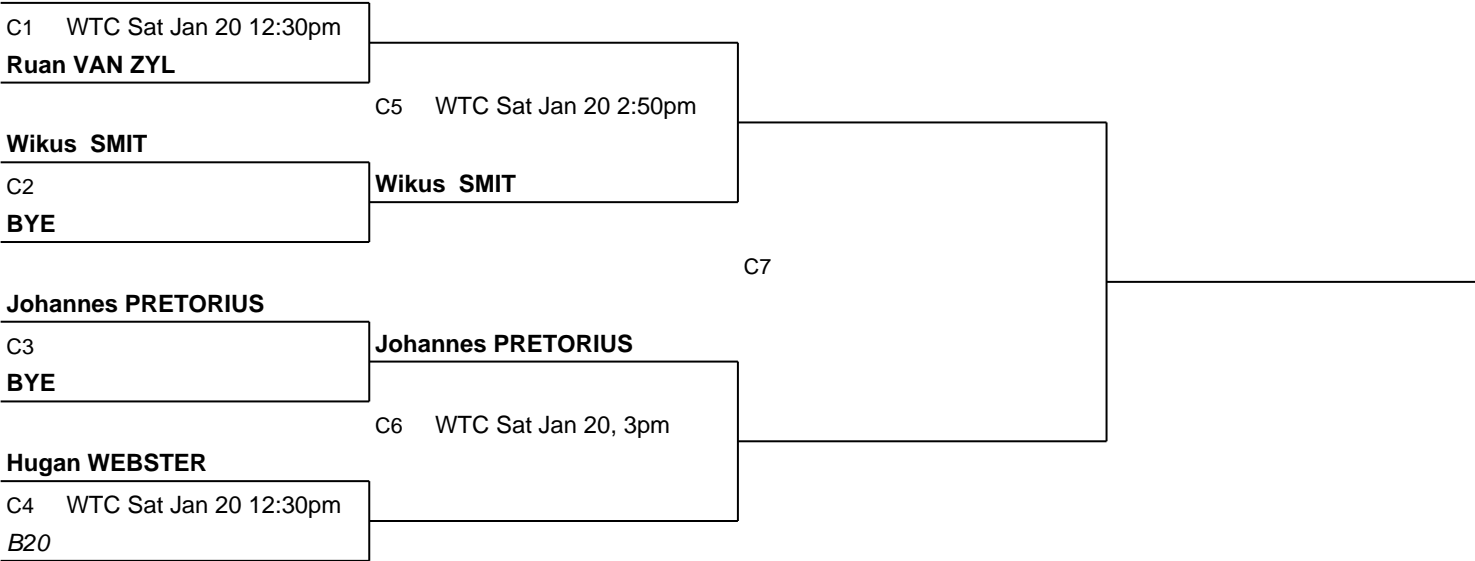 C1 WTC Sat Jan 20 12:30pm
Ruan VAN ZYL
C5 WTC Sat Jan 20 2:50pm
Wikus  SMIT
C2
Wikus  SMIT
BYE
C7
Johannes PRETORIUS
C3
Johannes PRETORIUS
BYE
C6 WTC Sat Jan 20, 3pm
Hugan WEBSTER
C4 WTC Sat Jan 20 12:30pm
B20